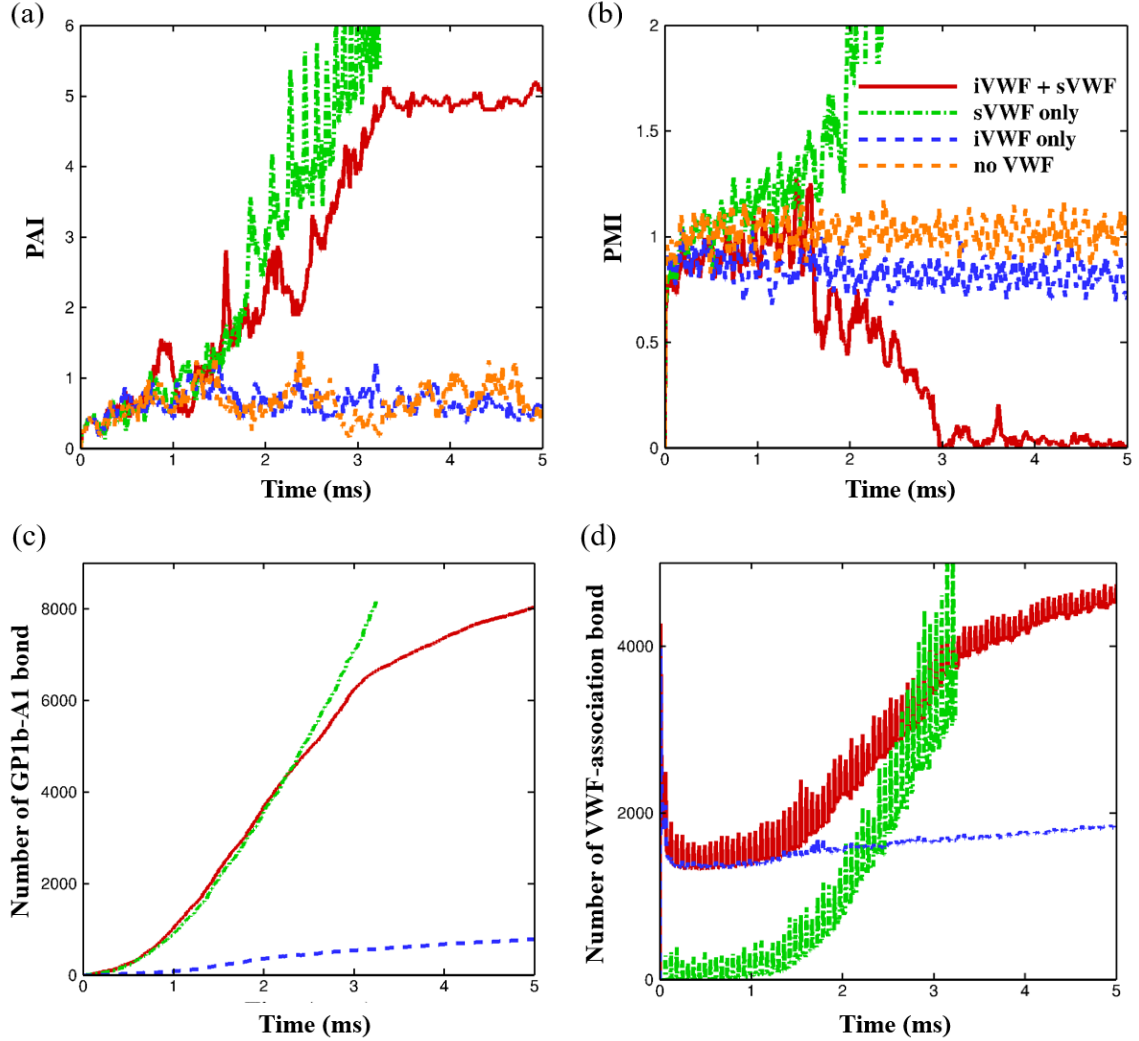 (a)
6
5
4
3
2
1
0
PAI
0 1 2 3 4 5
Time (ms)
(b)
2
1.5
1
0.5
0
PMI
iVWF + sVWF
sVWF only
iVWF only
no VWF
0 1 2 3 4 5
Time (ms)
(c)
8000
6000
4000
2000
0
Number of GP1b-A1 bond
0 1 2 3 4 5
Time (ms)
(d)
4000
2000
0
Number of VWF-association bond
0 1 2 3 4 5
Time (ms)